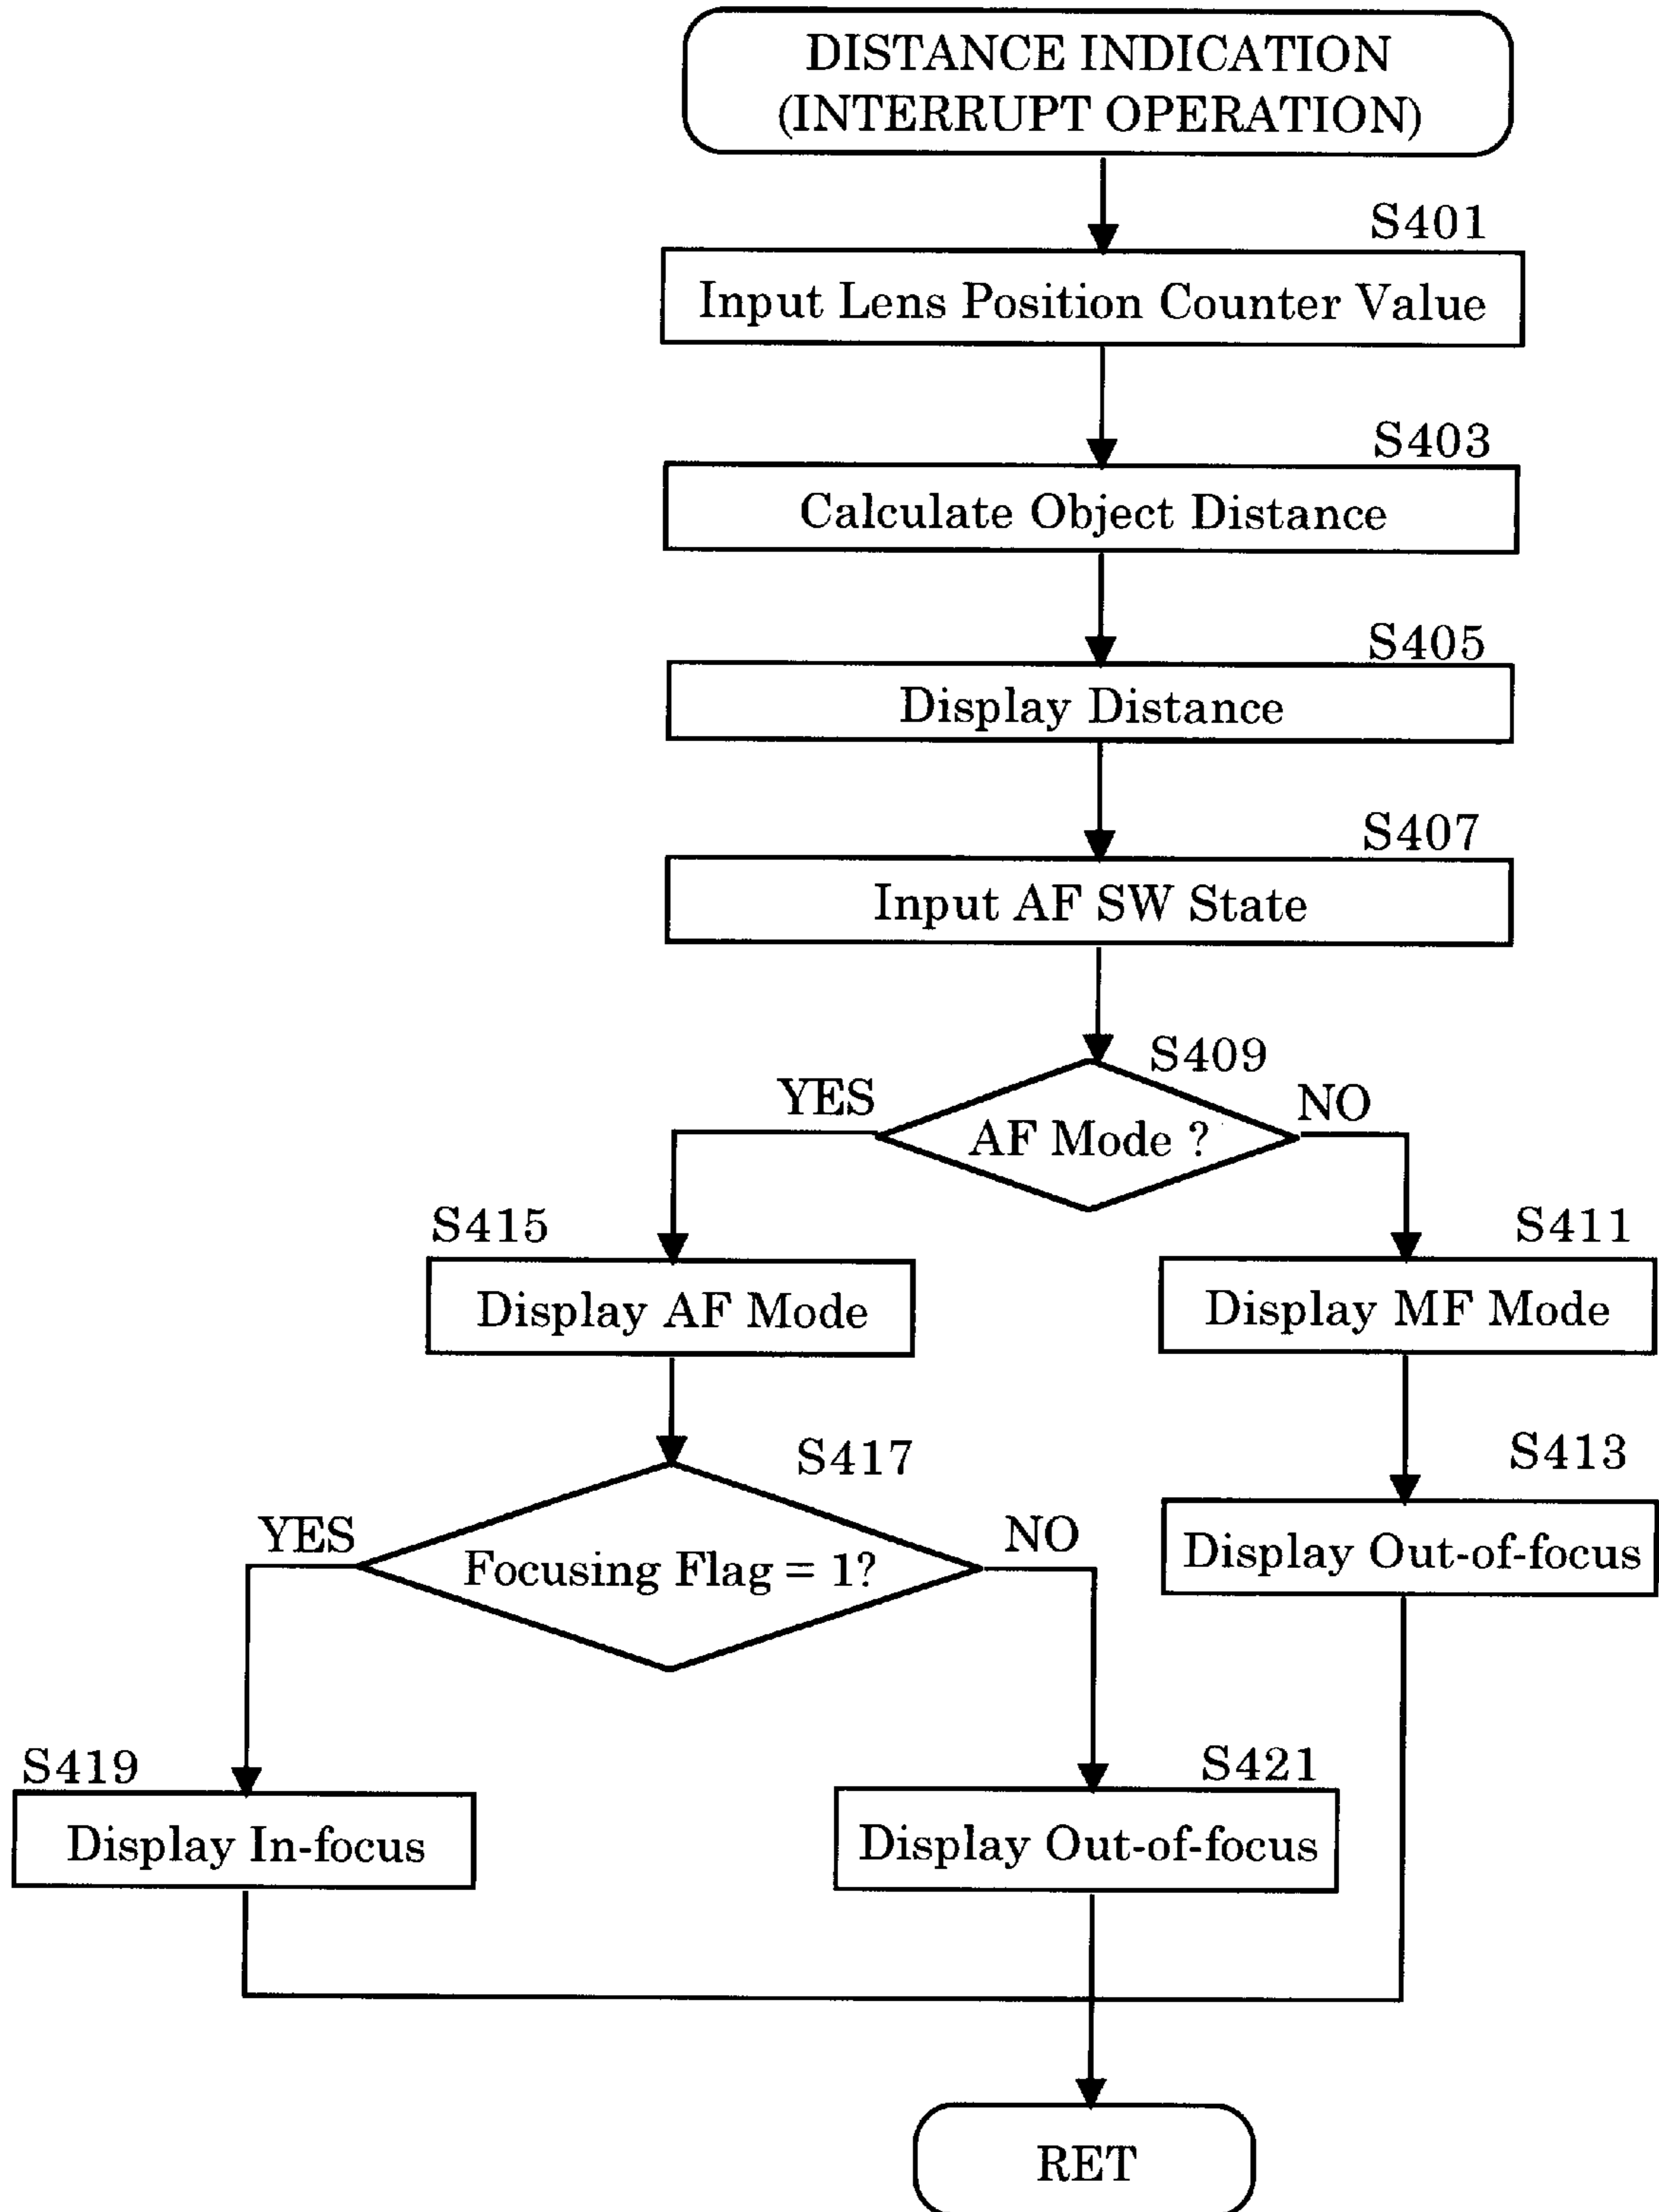 DISTANCE INDICATION
(INTERRUPT OPERATION)
S401
Input Lens Position Counter Value
S403
Calculate Object Distance
S405
Display Distance
S407
Input AF SW State
S409
YES
AF Mode ?
NO
S415
Display AF Mode
S411
Display MF Mode
S417
YES
Focusing Flag = 1?
NO
S413
Display Out-of-focus
S419
Display In-focus
S421
Display Out-of-focus
RET